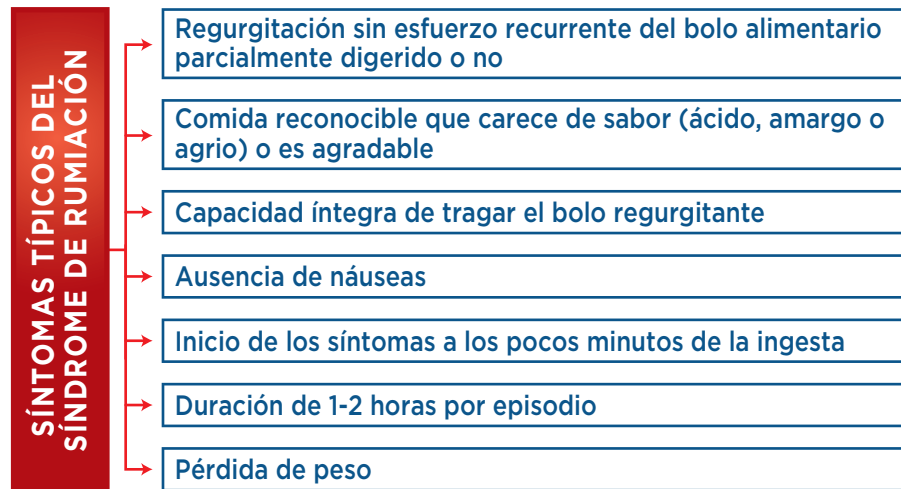 SÍNTOMAS TÍPICOS DEL
SÍNDROME DE RUMIACIÓN
Regurgitación sin esfuerzo recurrente del bolo alimentario
parcialmente digerido o no
Comida reconocible que carece de sabor (ácido, amargo o
agrio) o es agradable
Capacidad íntegra de tragar el bolo regurgitante
Ausencia de náuseas
Inicio de los síntomas a los pocos minutos de la ingesta
Duración de 1-2 horas por episodio
Pérdida de peso